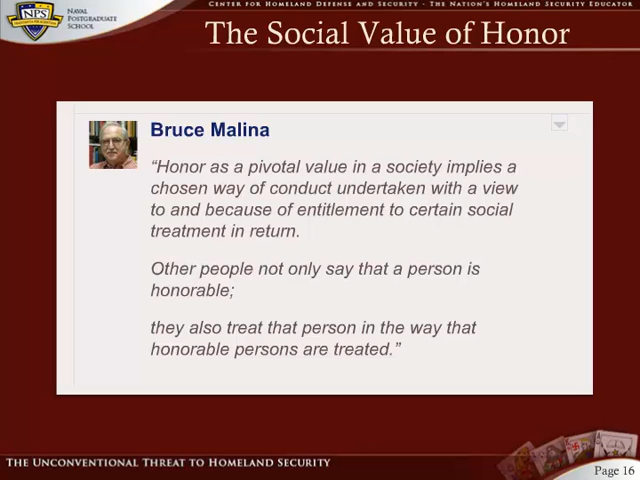 CENTER FOR HOMELAND DEFENSE AND SECURITY - THE NATION'S HOMELAND SECURITY EDUCATOR
NPS
NAVAL
POSTGRADUATE
SCHOOL
The Social Value of Honor
Bruce Malina
“Honor as a pivotal value in a society implies a
chosen way of conduct undertaken with a view
to and because of entitlement to certain social
treatment in return.
Other people not only say that a person is
honorable;
they also treat that person in the way that
honorable persons are treated.”
THE UNCONVENTIONAL THREAT TO HOMELAND SECURITY
Page 16